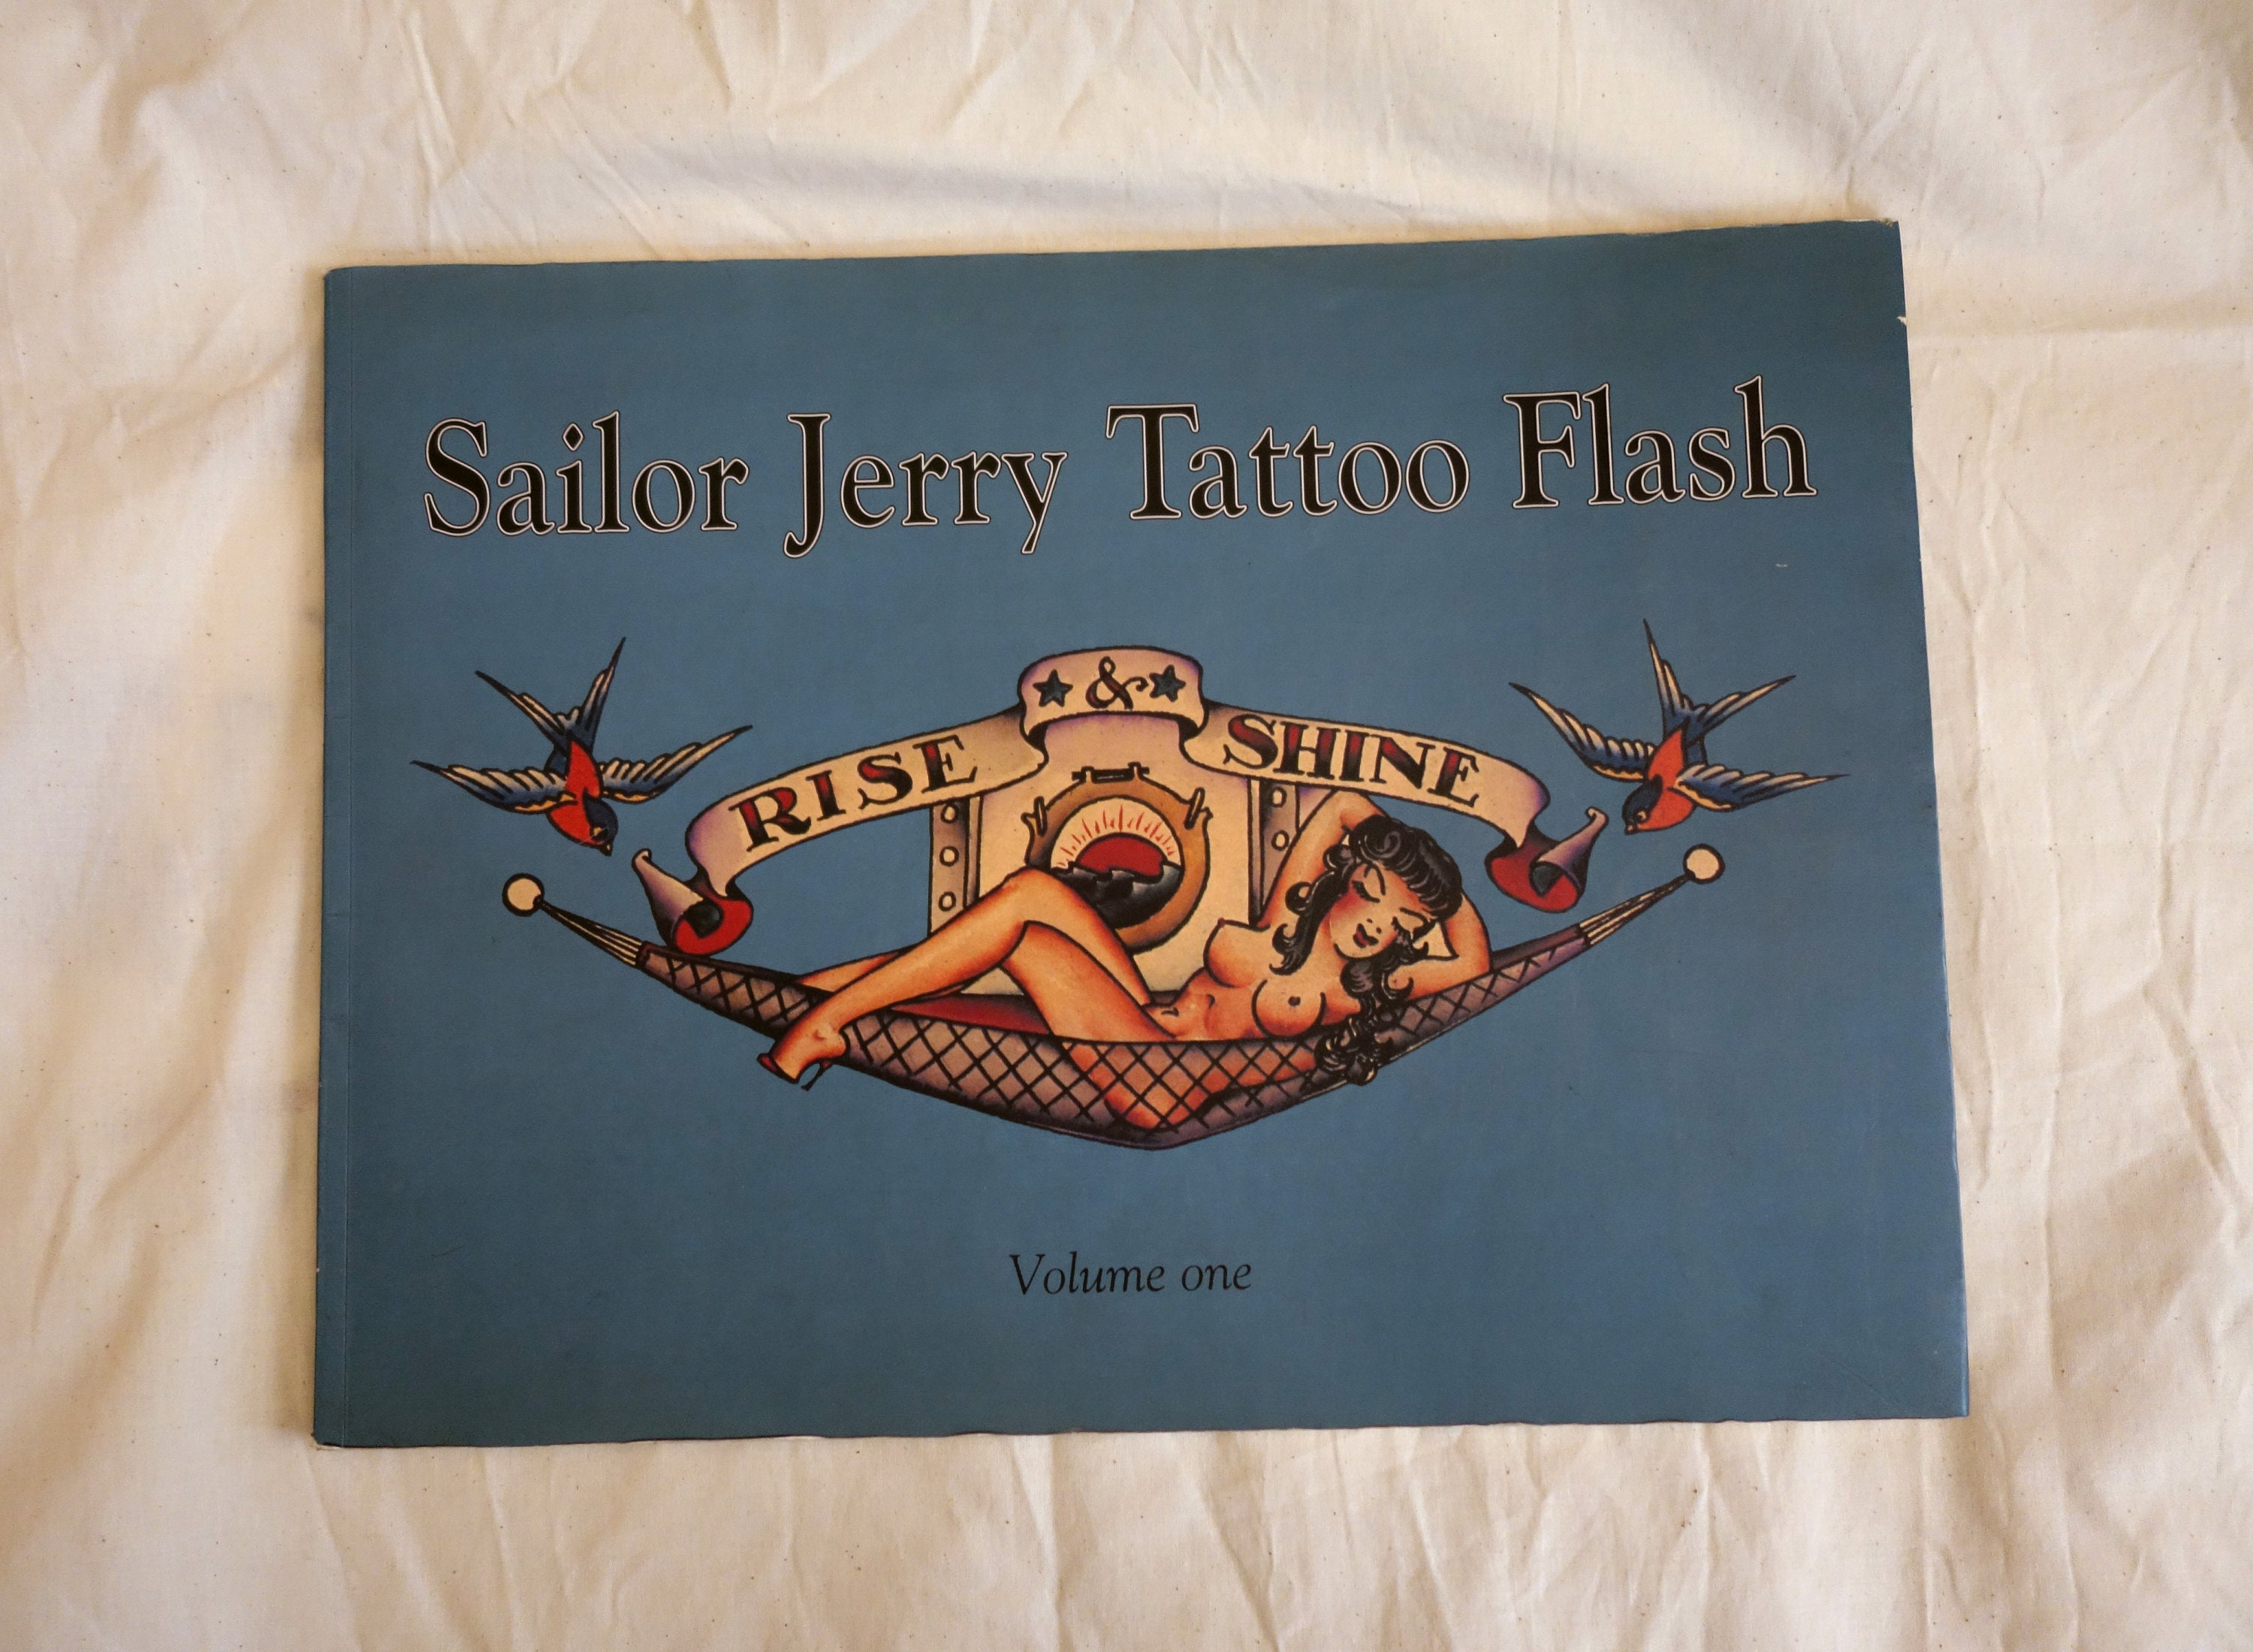 Sailor Jerry Tattoo Flash
&
RISE SHINE
Volume one